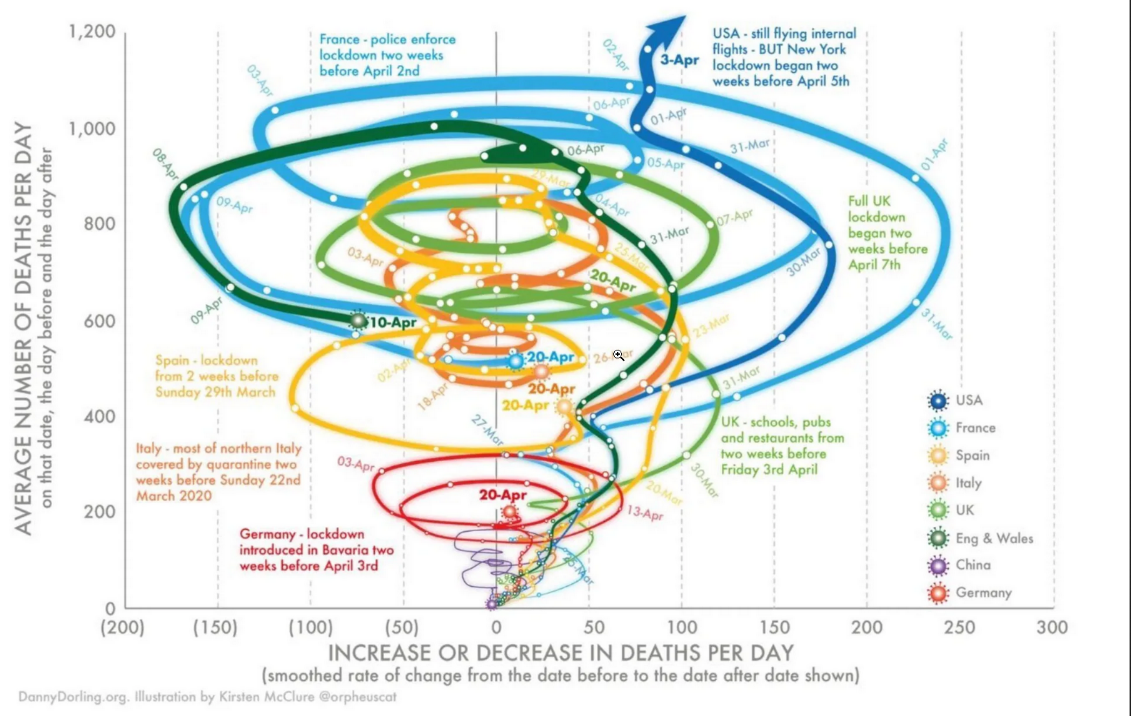 1,200
1,000
800
600
400
200
0
AVERAGE NUMBER OF DEATHS PER DAY
on that date, the day before and the day after
France - police enforce
lockdown two weeks
before April 2nd
USA - still flying internal
flights - BUT New York
lockdown began two
weeks before April 5th
3-Apr
02-Apr
03-Apr
06-Apr
01-Apr
31-Mar
01-Apr
08-Apr
06-Apr
05-Apr
29-Mar
09-Apr
04-Apr
07-Apr
Full UK
lockdown
began two
weeks before
April 7th
31-Mar
03-Apr
25-Mar
30-Mar
20-Apr
09-Apr
10-Apr
23-Mar
31-Mar
Spain - lockdown
from 2 weeks before
Sunday 29th March
02-Apr
20-Apr
26-Mar
18-Apr
20-Apr
20-Apr
31-Mar
27-Mar
UK - schools, pubs
and restaurants from
two weeks before
Friday 3rd April
Italy - most of northern Italy
covered by quarantine two
weeks before Sunday 22nd
March 2020
03-Apr
30-Mar
20-Mar
20-Apr
13-Apr
Germany - lockdown
introduced in Bavaria two
weeks before April 3rd
USA
France
Spain
Italy
UK
Eng & Wales
China
Germany
(200) (150) (100) (50) 0 50 100 150 200 250 300
INCREASE OR DECREASE IN DEATHS PER DAY
(smoothed rate of change from the date before to the date after date shown)
DannyDorling.org. Illustration by Kirsten McClure @orpheuscat